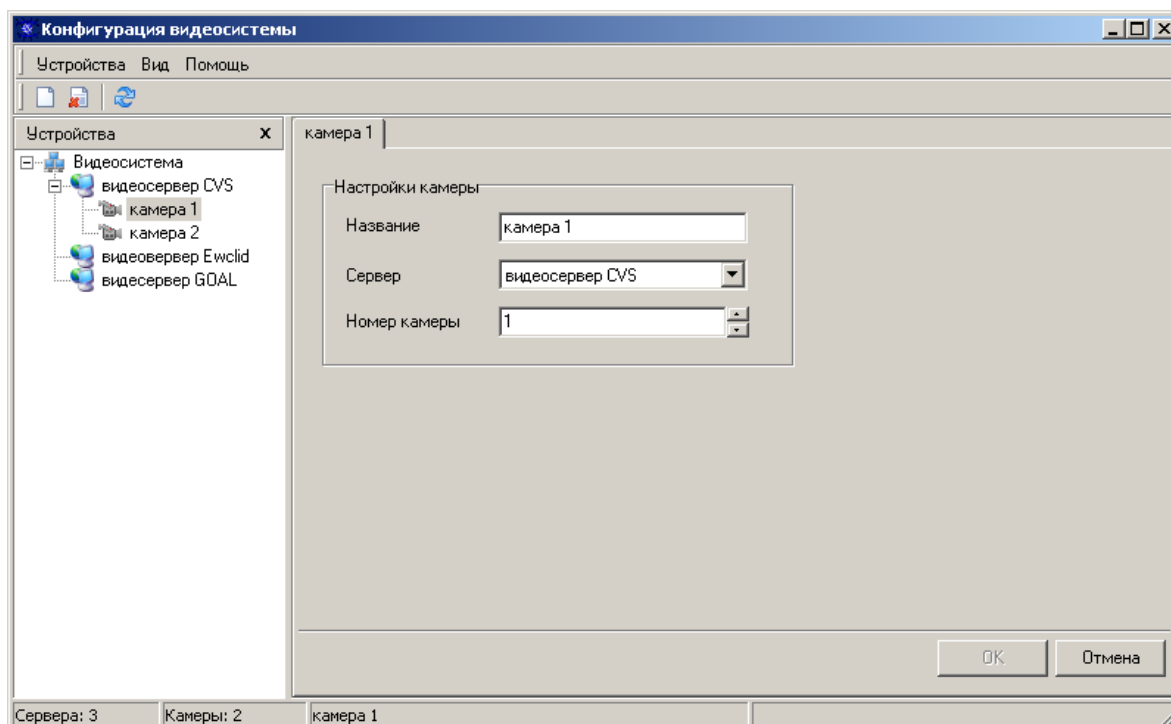 Конфигурация видеосистемы
Устройства Вид Помощь
Устройства
камера 1
Видеосистема
видеосервер CVS
камера 1
камера 2
видеовервер Ewclid
видесервер GOAL
Настройки камеры
Название камера 1
Сервер видеосервер CVS
Номер камеры 1
OK Отмена
Сервера: 3 Камеры: 2 камера 1